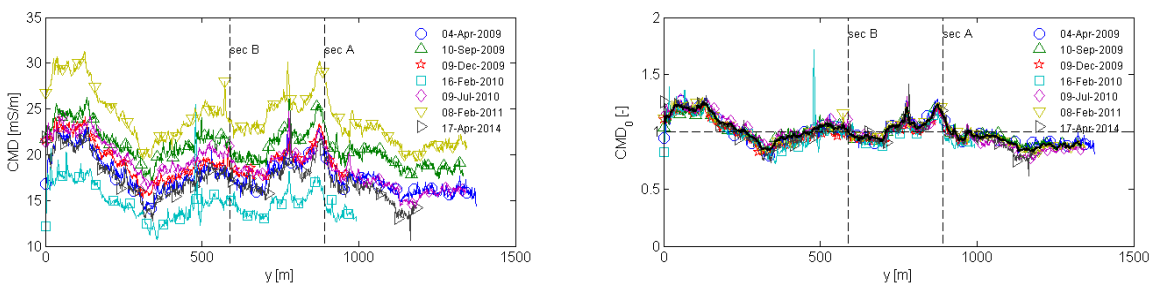 35
30
25
20
15
10
CMD [mS/m]
0
500
1000
1500
y [m]
sec B
sec A
04-Apr-2009
10-Sep-2009
09-Dec-2009
16-Feb-2010
09-Jul-2010
08-Feb-2011
17-Apr-2014
2
1.5
1
0.5
0
CMD₀ [-]
0
500
1000
1500
y [m]
sec B
sec A
04-Apr-2009
10-Sep-2009
09-Dec-2009
16-Feb-2010
09-Jul-2010
08-Feb-2011
17-Apr-2014